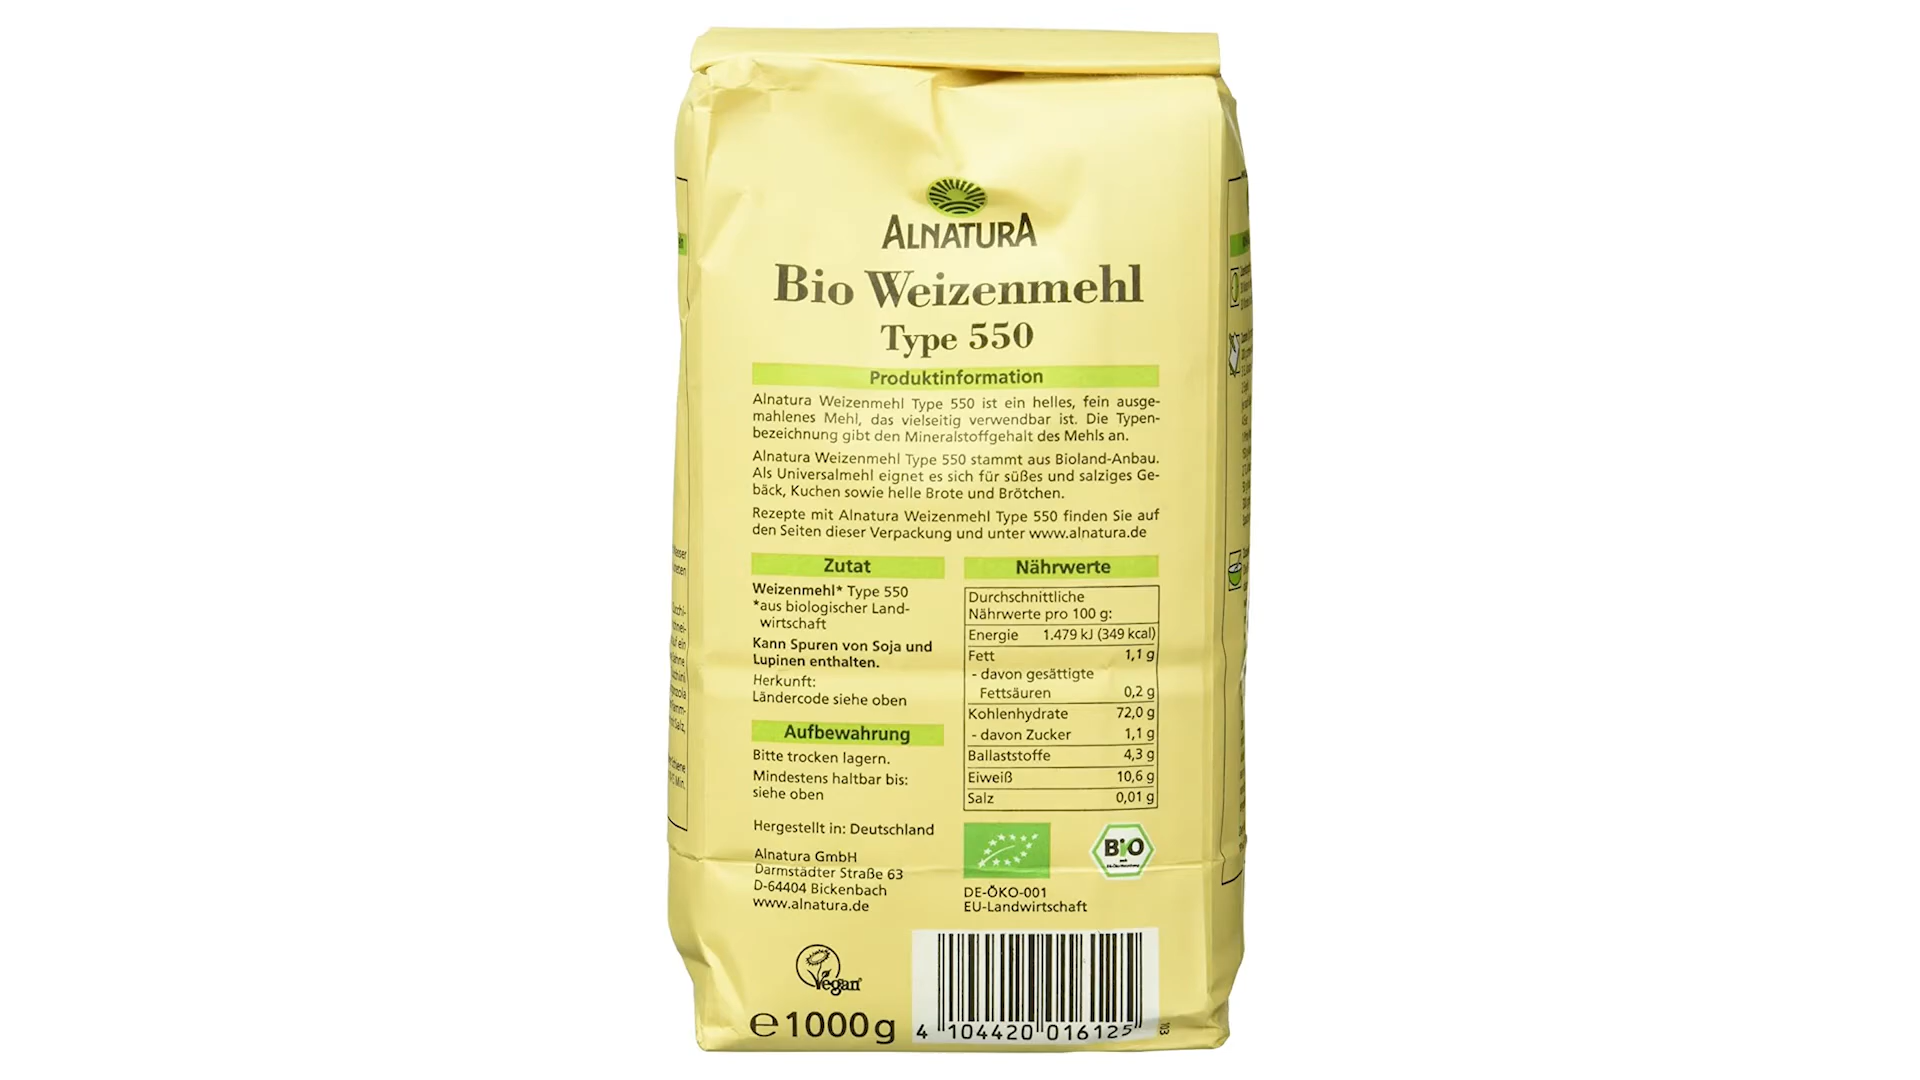 ALNATURA
Bio Weizenmehl
Type 550
Produktinformation
Alnatura Weizenmehl Type 550 ist ein helles, fein ausge-
mahlenes Mehl, das vielseitig verwendbar ist. Die Typen-
bezeichnung gibt den Mineralstoffgehalt des Mehls an.
Alnatura Weizenmehl Type 550 stammt aus Bioland-Anbau.
Als Universalmehl eignet es sich für süßes und salziges Ge-
bäck, Kuchen sowie helle Brote und Brötchen.
Rezepte mit Alnatura Weizenmehl Type 550 finden Sie auf
den Seiten dieser Verpackung und unter www.alnatura.de
Zutat
Weizenmehl* Type 550
*aus biologischer Land-
wirtschaft
Kann Spuren von Soja und
Lupinen enthalten.
Herkunft:
Ländercode siehe oben
Aufbewahrung
Bitte trocken lagern.
Mindestens haltbar bis:
siehe oben
Hergestellt in: Deutschland
Alnatura GmbH
Darmstädter Straße 63
D-64404 Bickenbach
www.alnatura.de
Nährwerte
Durchschnittliche
Nährwerte pro 100 g:
Energie 1.479 kJ (349 kcal)
Fett 1,1 g
- davon gesättigte
Fettsäuren 0,2 g
Kohlenhydrate 72,0 g
- davon Zucker 1,1 g
Ballaststoffe 4,3 g
Eiweiß 10,6 g
Salz 0,01 g
BiO
DE-ÖKO-001
EU-Landwirtschaft
Vegan
℮ 1000 g
4 104420 016125
103